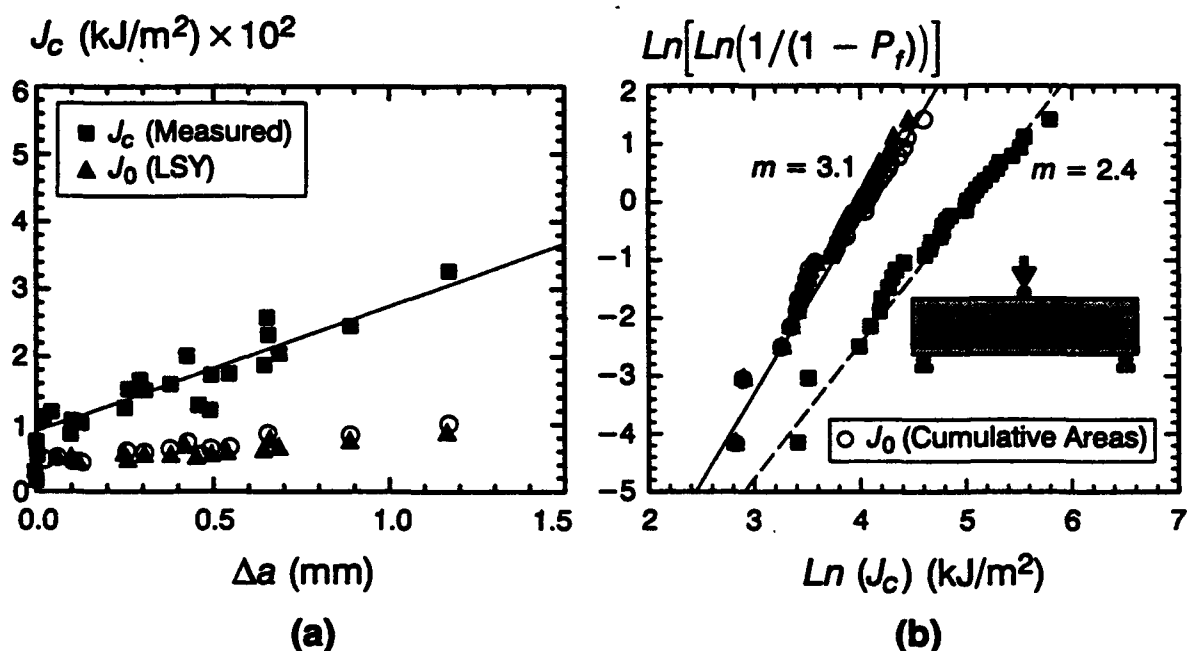 J_c (kJ/m²) × 10²
6
5
4
3
2
1
0
■ J_c (Measured)
▲ J_0 (LSY)
0.0 0.5 1.0 1.5
Δa (mm)
(a)
Ln[Ln(1/(1 − P_f))]
2
1
0
−1
−2
−3
−4
−5
m = 3.1
m = 2.4
○ J_0 (Cumulative Areas)
2 3 4 5 6 7
Ln (J_c) (kJ/m²)
(b)